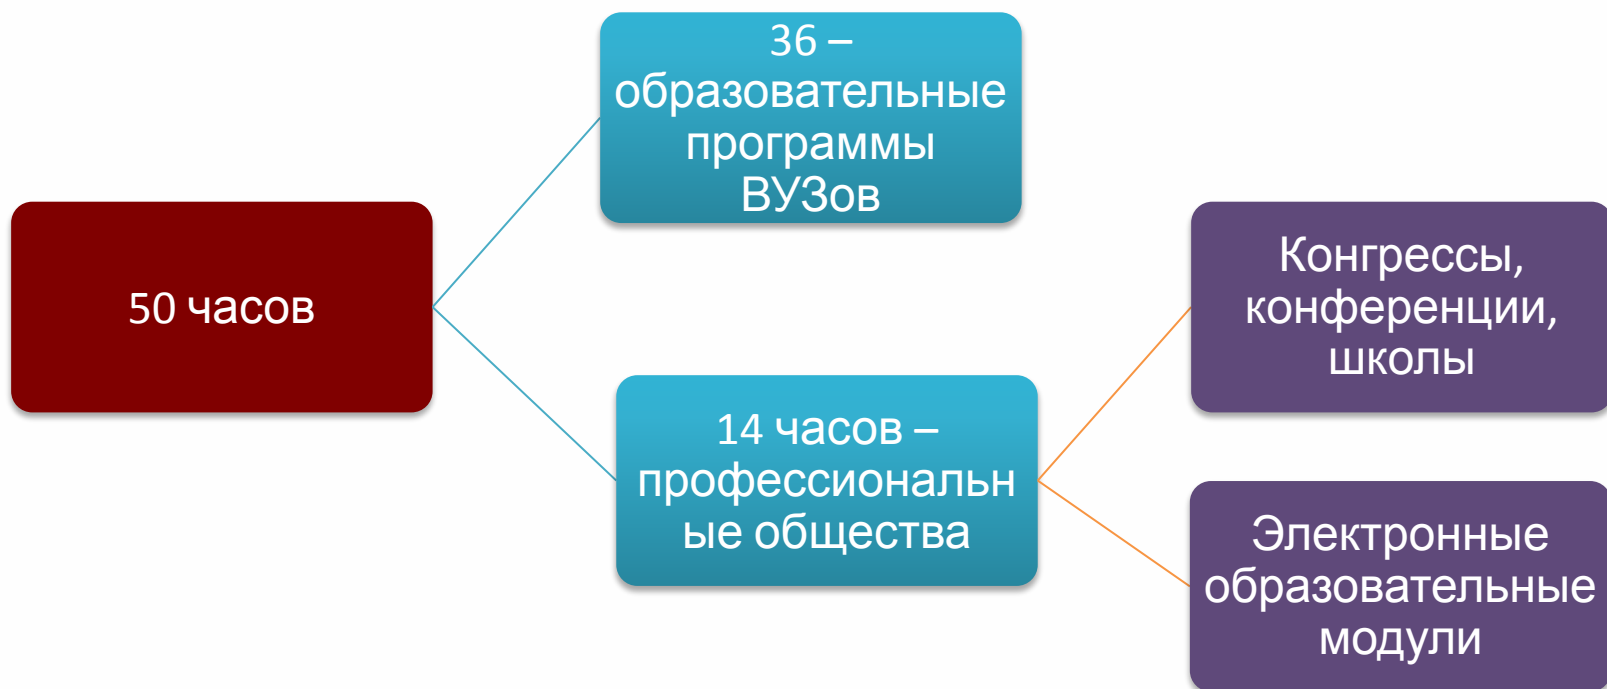 36 –
образовательные
программы
ВУЗов
50 часов
14 часов –
профессиональн
ые общества
Конгрессы,
конференции,
школы
Электронные
образовательные
модули